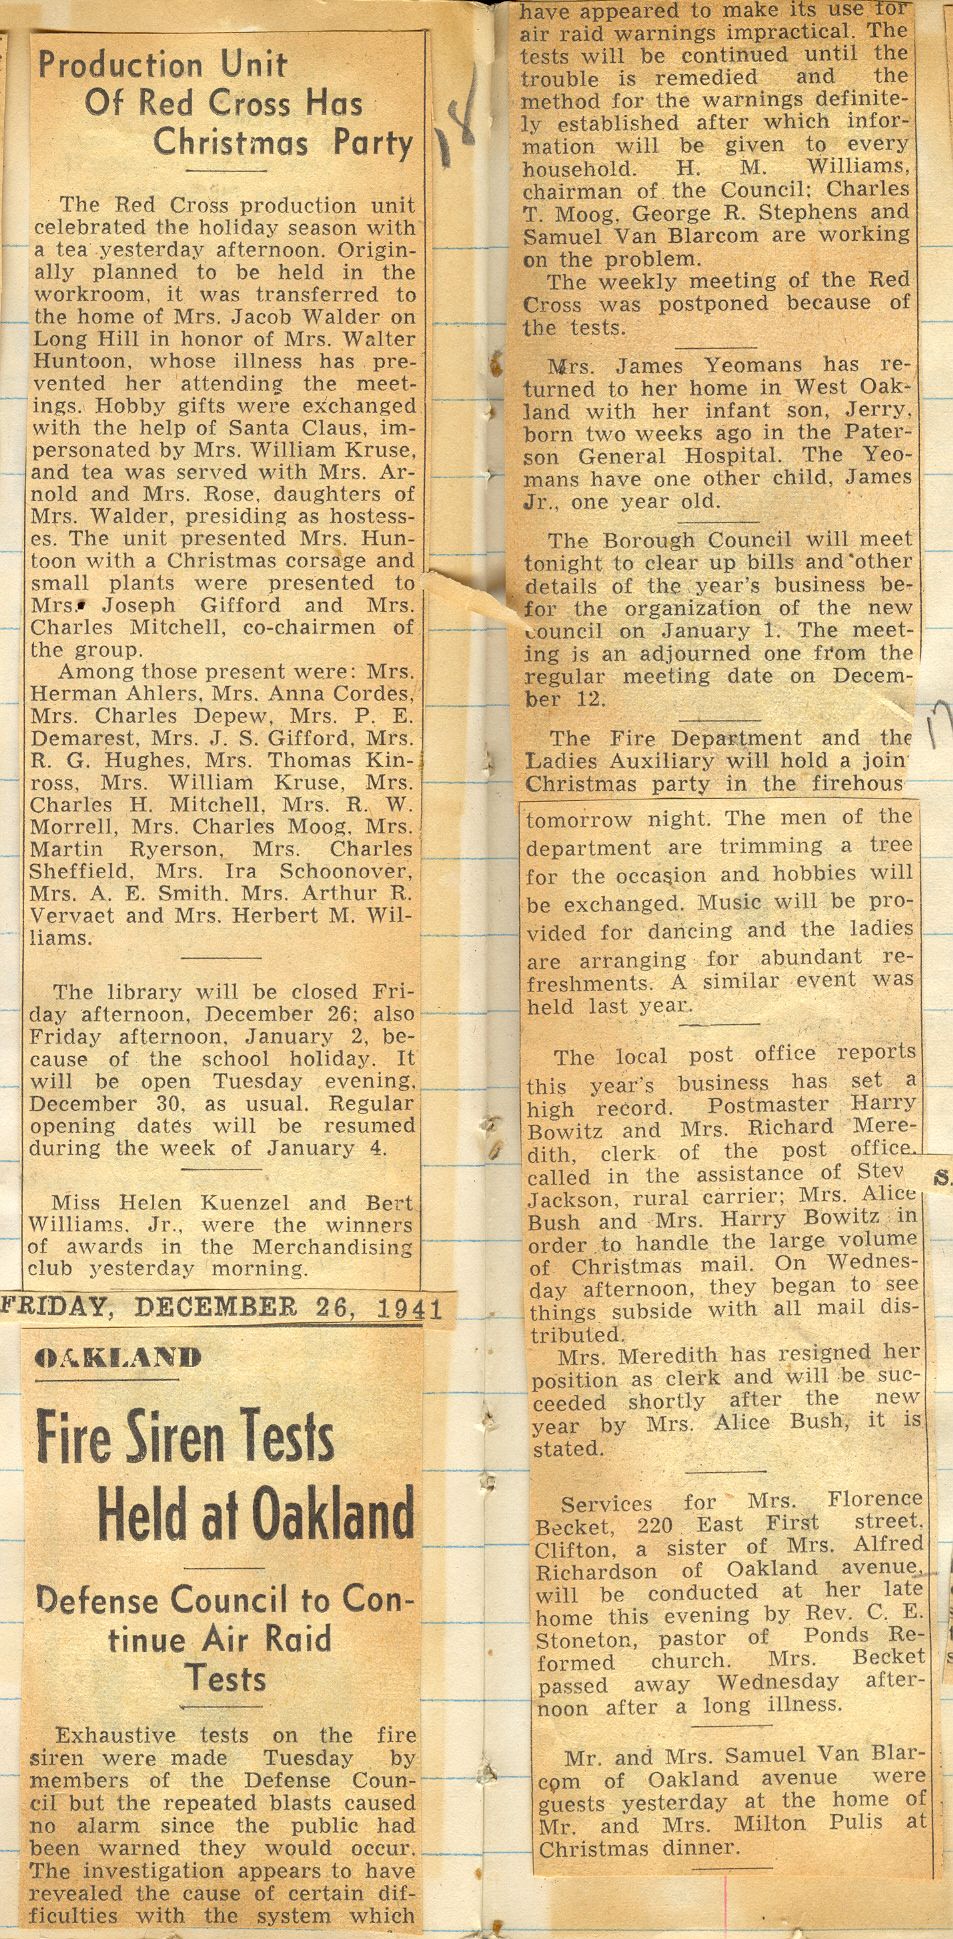 Production Unit
Of Red Cross Has
Christmas Party
18
The Red Cross production unit
celebrated the holiday season with
a tea yesterday afternoon. Origin-
ally planned to be held in the
workroom, it was transferred to
the home of Mrs. Jacob Walder on
Long Hill in honor of Mrs. Walter
Huntoon, whose illness has pre-
vented her attending the meet-
ings. Hobby gifts were exchanged
with the help of Santa Claus, im-
personated by Mrs. William Kruse,
and tea was served with Mrs. Ar-
nold and Mrs. Rose, daughters of
Mrs. Walder, presiding as hostess-
es. The unit presented Mrs. Hun-
toon with a Christmas corsage and
small plants were presented to
Mrs. Joseph Gifford and Mrs.
Charles Mitchell, co-chairmen of
the group.
Among those present were: Mrs.
Herman Ahlers, Mrs. Anna Cordes,
Mrs. Charles Depew, Mrs. P. E.
Demarest, Mrs. J. S. Gifford, Mrs.
R. G. Hughes, Mrs. Thomas Kin-
ross, Mrs. William Kruse, Mrs.
Charles H. Mitchell, Mrs. R. W.
Morrell, Mrs. Charles Moog, Mrs.
Martin Ryerson, Mrs. Charles
Sheffield, Mrs. Ira Schoonover,
Mrs. A. E. Smith, Mrs. Arthur R.
Vervaet and Mrs. Herbert M. Wil-
liams.
The library will be closed Fri-
day afternoon, December 26; also
Friday afternoon, January 2, be-
cause of the school holiday. It
will be open Tuesday evening,
December 30, as usual. Regular
opening dates will be resumed
during the week of January 4.
Miss Helen Kuenzel and Bert
Williams, Jr., were the winners
of awards in the Merchandising
club yesterday morning.
FRIDAY, DECEMBER 26, 1941
OAKLAND
Fire Siren Tests
Held at Oakland
Defense Council to Con-
tinue Air Raid
Tests
Exhaustive tests on the fire
siren were made Tuesday by
members of the Defense Coun-
cil but the repeated blasts caused
no alarm since the public had
been warned they would occur.
The investigation appears to have
revealed the cause of certain dif-
ficulties with the system which
have appeared to make its use for
air raid warnings impractical. The
tests will be continued until the
trouble is remedied and the
method for the warnings definite-
ly established after which infor-
mation will be given to every
household. H. M. Williams,
chairman of the Council; Charles
T. Moog, George R. Stephens and
Samuel Van Blarcom are working
on the problem.
The weekly meeting of the Red
Cross was postponed because of
the tests.
Mrs. James Yeomans has re-
turned to her home in West Oak-
land with her infant son, Jerry,
born two weeks ago in the Pater-
son General Hospital. The Yeo-
mans have one other child, James
Jr., one year old.
The Borough Council will meet
tonight to clear up bills and other
details of the year's business be-
for the organization of the new
council on January 1. The meet-
ing is an adjourned one from the
regular meeting date on Decem-
ber 12.
17
The Fire Department and the
Ladies Auxiliary will hold a join
Christmas party in the firehous
tomorrow night. The men of the
department are trimming a tree
for the occasion and hobbies will
be exchanged. Music will be pro-
vided for dancing and the ladies
are arranging for abundant re-
freshments. A similar event was
held last year.
The local post office reports
this year's business has set a
high record. Postmaster Harry
Bowitz and Mrs. Richard Mere-
dith, clerk of the post office,
called in the assistance of Stev
Jackson, rural carrier; Mrs. Alice
Bush and Mrs. Harry Bowitz in
order to handle the large volume
of Christmas mail. On Wednes-
day afternoon, they began to see
things subside with all mail dis-
tributed.
Mrs. Meredith has resigned her
position as clerk and will be suc-
ceeded shortly after the new
year by Mrs. Alice Bush, it is
stated.
Services for Mrs. Florence
Becket, 220 East First street,
Clifton, a sister of Mrs. Alfred
Richardson of Oakland avenue,
will be conducted at her late
home this evening by Rev. C. E.
Stoneton, pastor of Ponds Re-
formed church. Mrs. Becket
passed away Wednesday after-
noon after a long illness.
Mr. and Mrs. Samuel Van Blar-
com of Oakland avenue were
guests yesterday at the home of
Mr. and Mrs. Milton Pulis at
Christmas dinner.